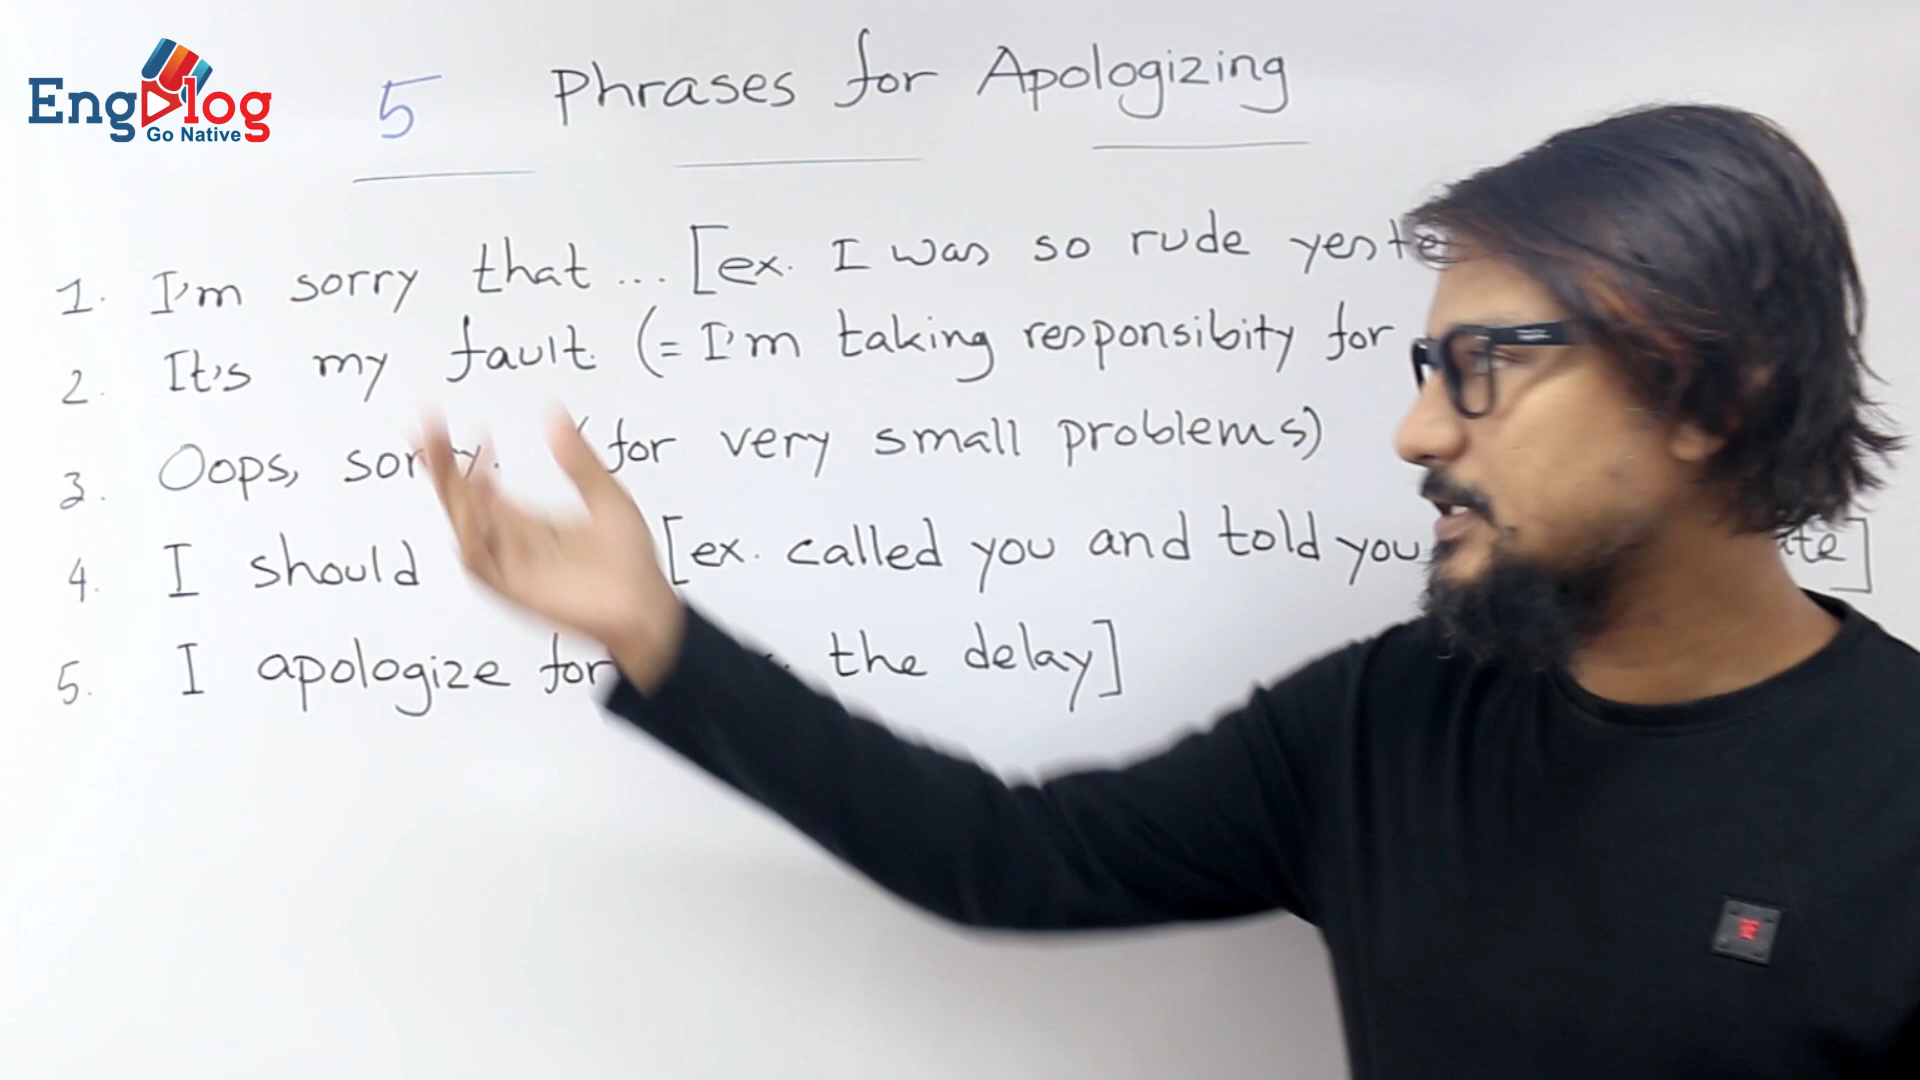 EngVlog
Go Native
5 Phrases for Apologizing
1. I'm sorry that ... [ex. I was so rude
2. It's my fault. (= I'm taking responsibity for
3. Oops, sorry. (for very small problems)
4. I should [ex. called you and told you
5. I apologize for the delay]